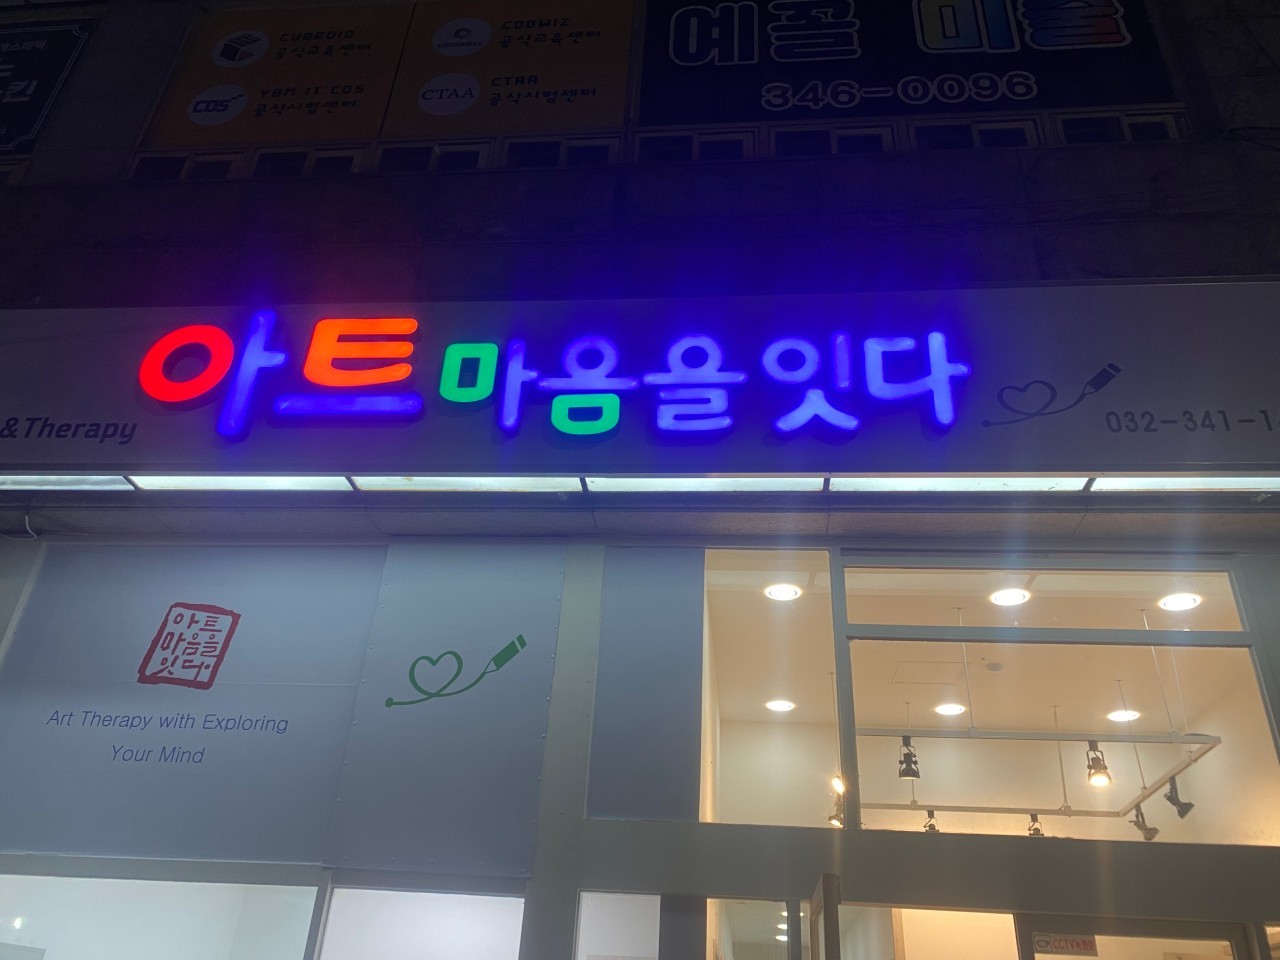 CUBROID
공식교육센터
CODWIZ
공식교육센터
YBM IT COS
공식시험센터
COS
CTAA
CTAA
공식시험센터
예꼴 미술
346-0096
아트마음을잇다
&Therapy
032-341-1
아트
마음을
잇다
Art Therapy with Exploring
Your Mind
CCTV